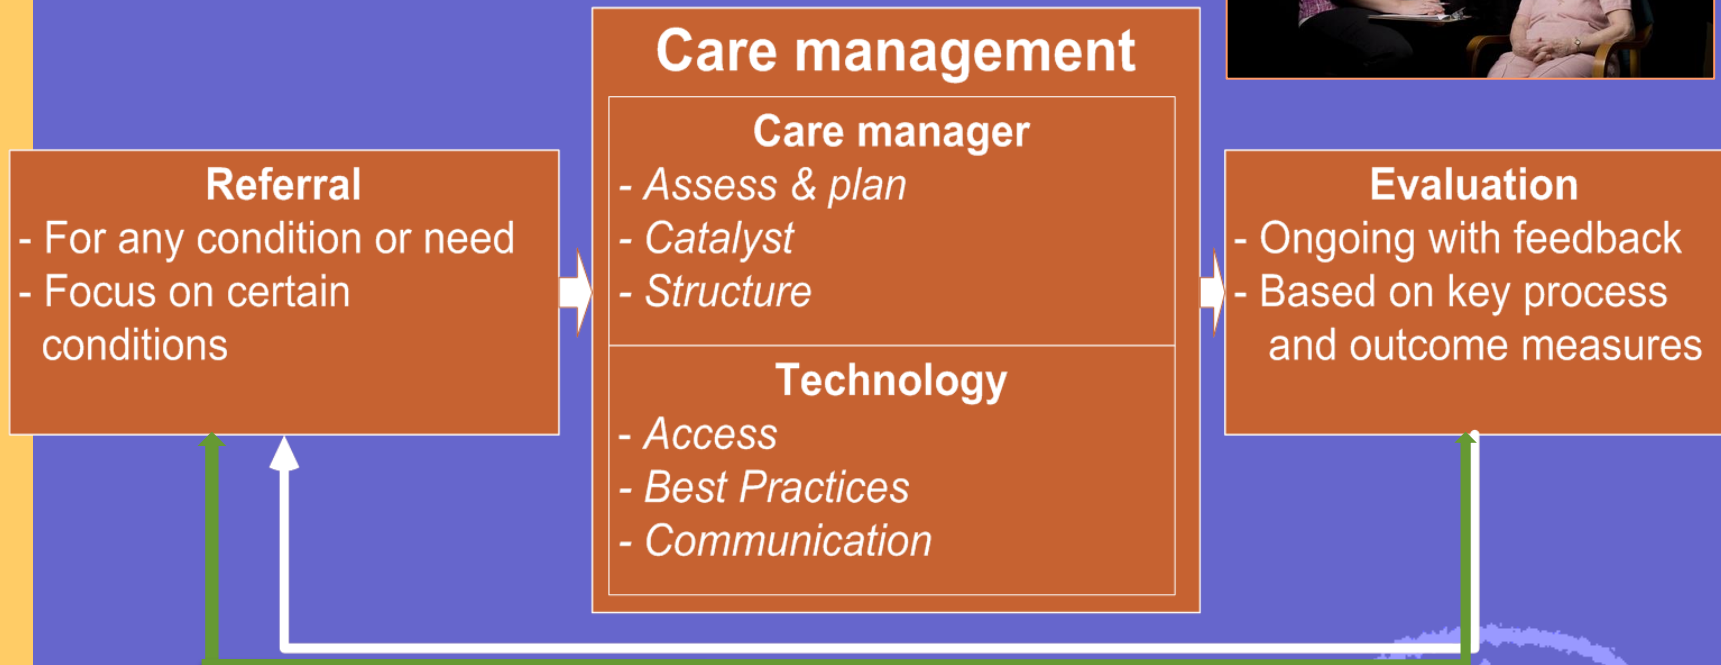 Care management
Care manager
- Assess & plan
- Catalyst
- Structure
Technology
- Access
- Best Practices
- Communication
Referral
- For any condition or need
- Focus on certain
conditions
Evaluation
- Ongoing with feedback
- Based on key process
and outcome measures